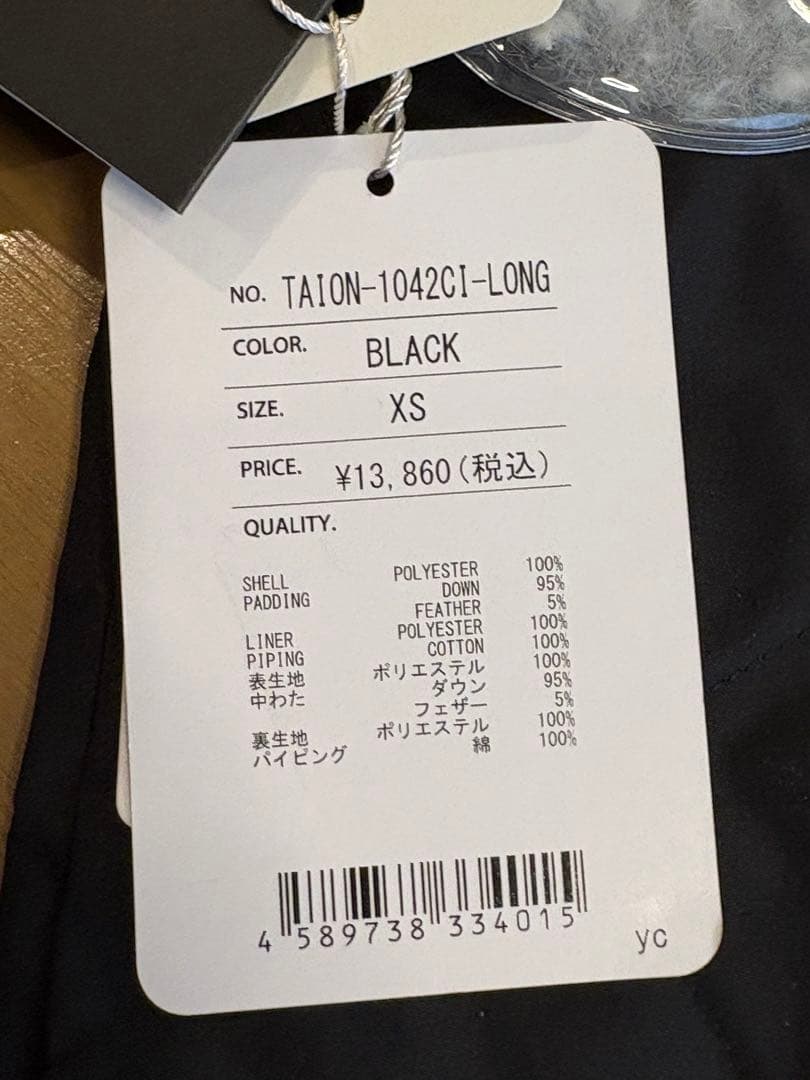 NO. TAION-1042CI-LONG
COLOR. BLACK
SIZE. XS
PRICE. ¥13,860(税込)
QUALITY.
SHELL POLYESTER 100%
PADDING DOWN 95%
FEATHER 5%
LINER POLYESTER 100%
PIPING COTTON 100%
表生地 ポリエステル 100%
中わた ダウン 95%
フェザー 5%
裏生地 ポリエステル 100%
パイピング 綿 100%
4 589738 334015
yc